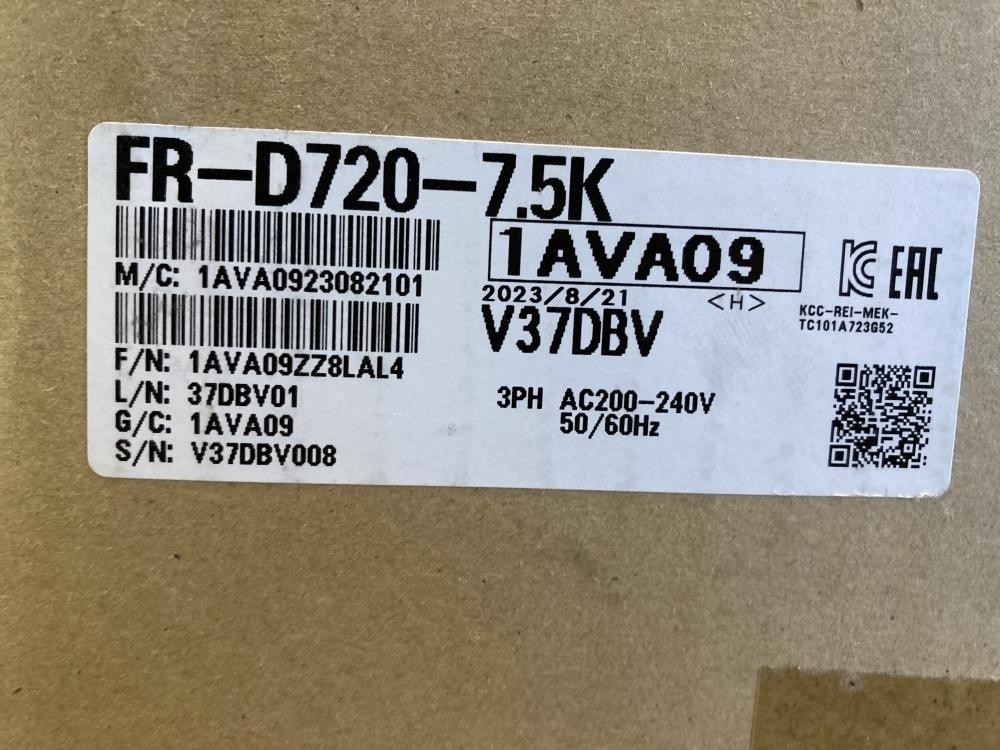 FR-D720-7.5K
1AVA09
M/C: 1AVA0923082101
2023/8/21 <H>
V37DBV
EAC
KCC-REI-MEK-
TC101A723G52
F/N: 1AVA09ZZ8LAL4
L/N: 37DBV01
G/C: 1AVA09
S/N: V37DBV008
3PH AC200-240V
50/60Hz